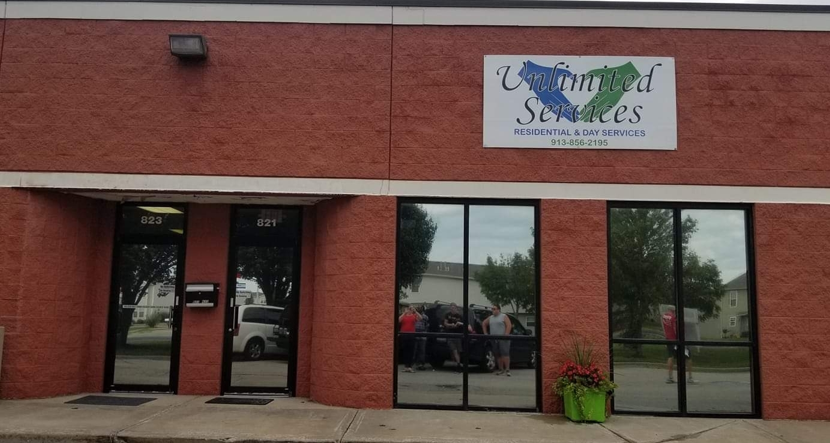 Unlimited
Services
RESIDENTIAL & DAY SERVICES
913-856-2195
823
821